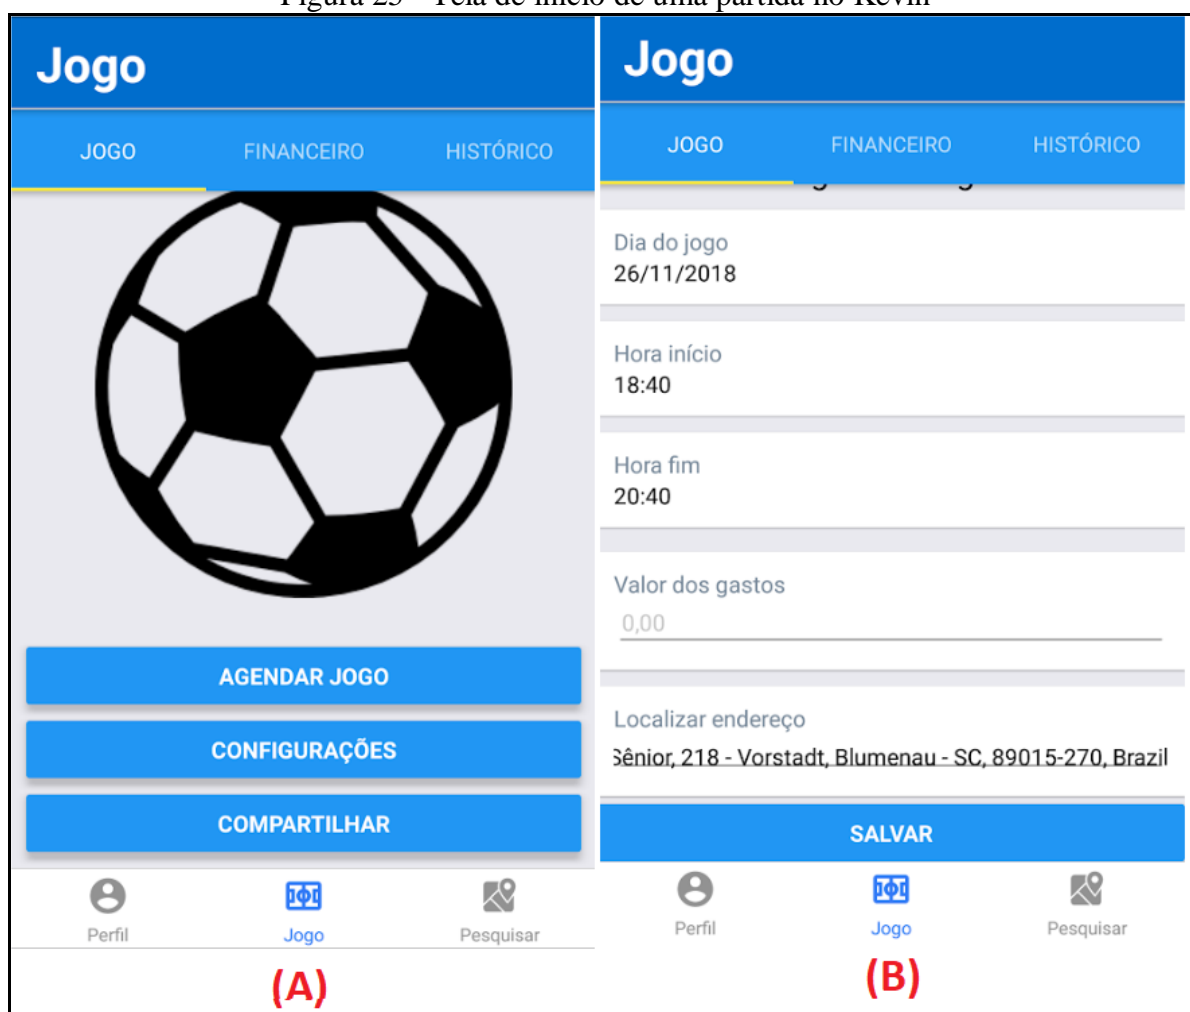 Jogo
JOGO FINANCEIRO HISTÓRICO
AGENDAR JOGO
CONFIGURAÇÕES
COMPARTILHAR
Perfil Jogo Pesquisar
(A)
Jogo
JOGO FINANCEIRO HISTÓRICO
Dia do jogo
26/11/2018
Hora início
18:40
Hora fim
20:40
Valor dos gastos
0,00
Localizar endereço
Sênior, 218 - Vorstadt, Blumenau - SC, 89015-270, Brazil
SALVAR
Perfil Jogo Pesquisar
(B)